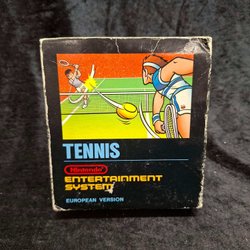 TENNIS
Nintendo
ENTERTAINMENT
SYSTEM
EUROPEAN VERSION